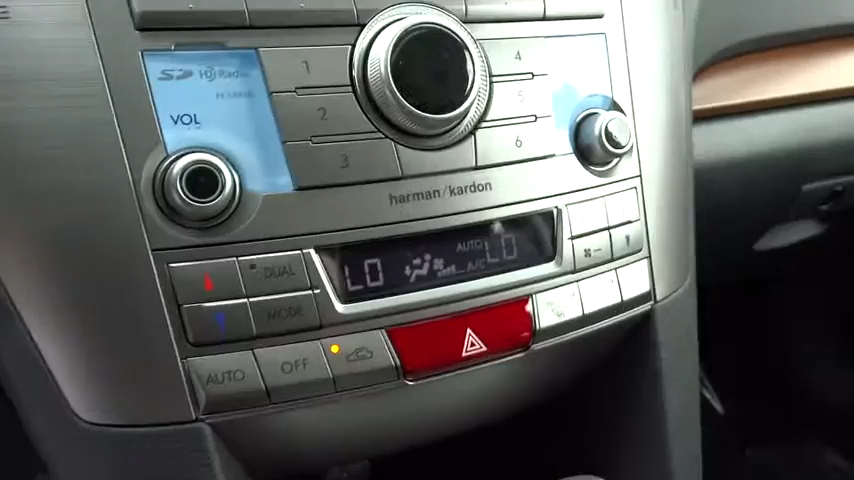 SD HD Radio
VOL
1
2
3
4
5
6
harman/kardon
LO AUTO A/C LO
DUAL
MODE
AUTO
OFF